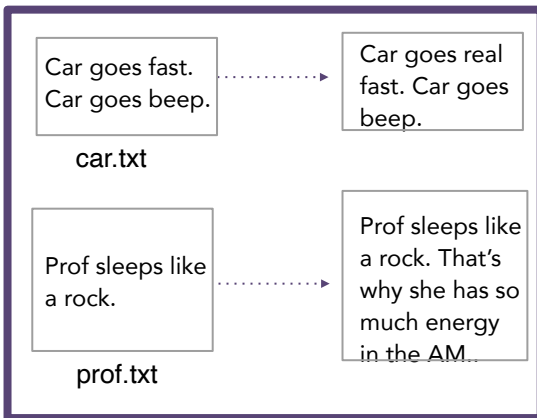 Car goes fast.
Car goes beep.
Car goes real
fast. Car goes
beep.
car.txt
Prof sleeps like
a rock.
Prof sleeps like
a rock. That’s
why she has so
much energy
in the AM..
prof.txt